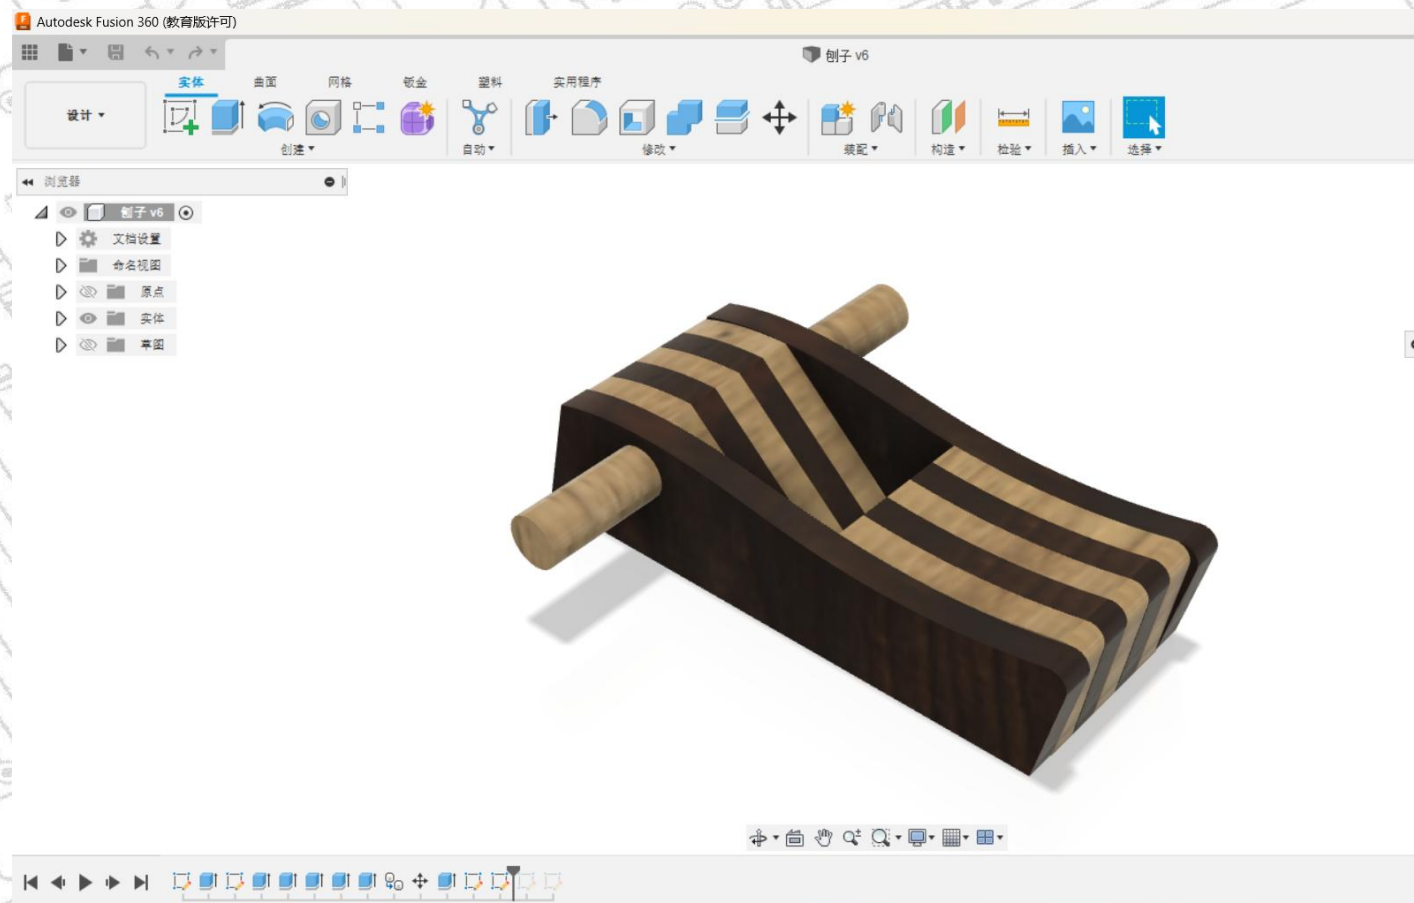 Autodesk Fusion 360 (教育版许可)
刨子 v6
实体 曲面 网格 钣金 塑料 实用程序
设计
创建 自动 修改 装配 构造 检验 插入 选择
浏览器
刨子 v6
文档设置
命名视图
原点
实体
草图